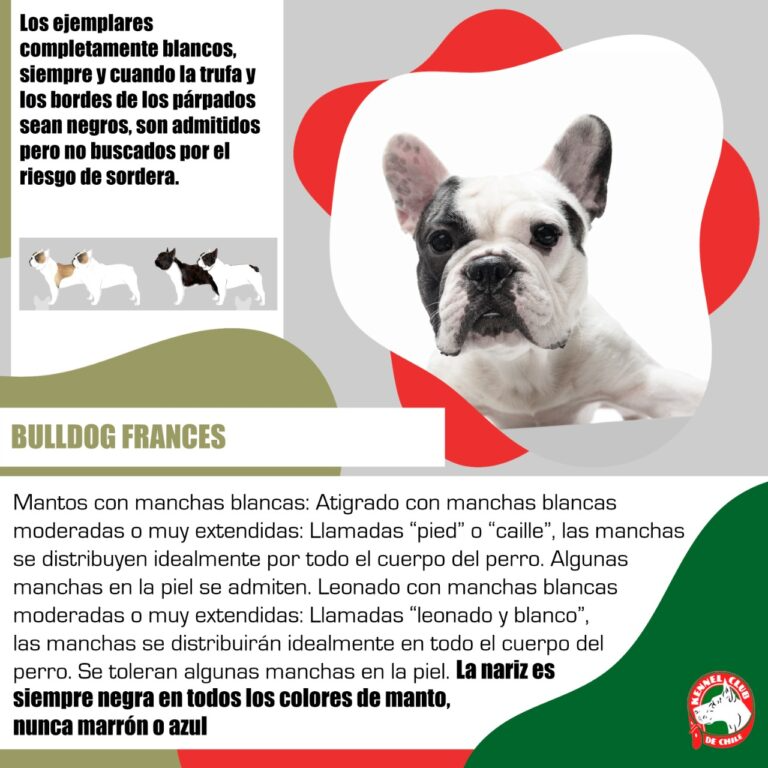 Los ejemplares
completamente blancos,
siempre y cuando la trufa y
los bordes de los párpados
sean negros, son admitidos
pero no buscados por el
riesgo de sordera.
BULLDOG FRANCES
Mantos con manchas blancas: Atigrado con manchas blancas
moderadas o muy extendidas: Llamadas “pied” o “caille”, las manchas
se distribuyen idealmente por todo el cuerpo del perro. Algunas
manchas en la piel se admiten. Leonado con manchas blancas
moderadas o muy extendidas: Llamadas “leonado y blanco”,
las manchas se distribuirán idealmente en todo el cuerpo del
perro. Se toleran algunas manchas en la piel. La nariz es
siempre negra en todos los colores de manto,
nunca marrón o azul
KENNEL CLUB
DE CHILE